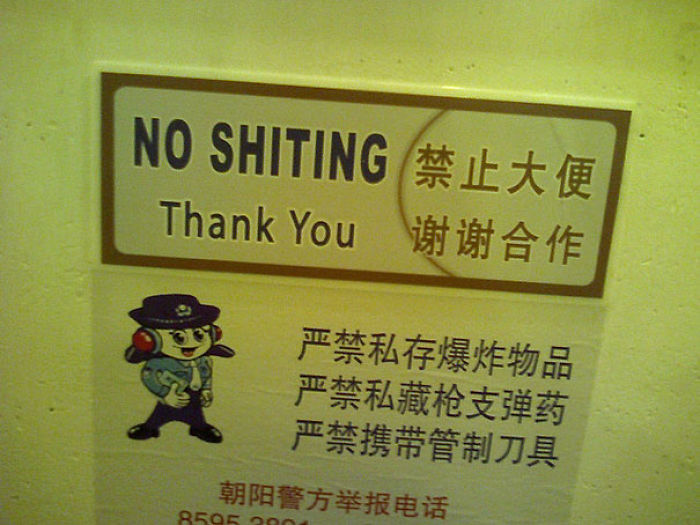 NO SHITING
Thank You
禁止大便
谢谢合作
严禁私存爆炸物品
严禁私藏枪支弹药
严禁携带管制刀具
朝阳警方举报电话